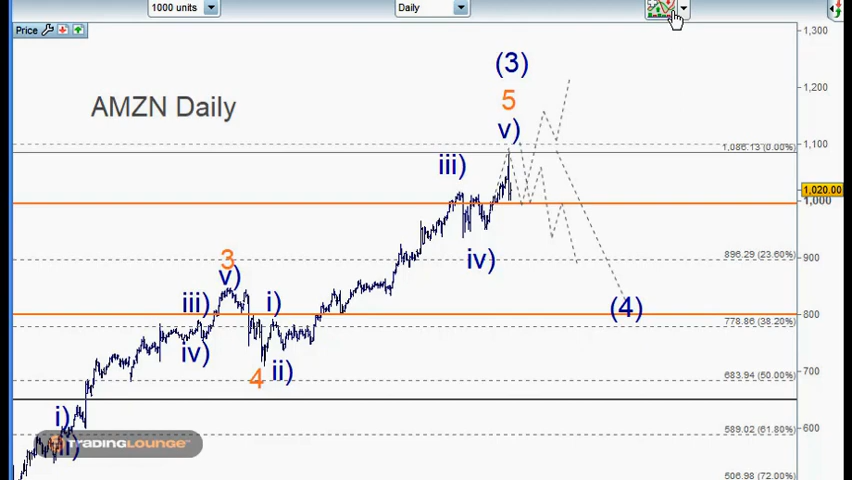 1000 units
Daily
Price
1,300
(3)
1,200
AMZN Daily
5
v)
1,100
1,086.13 (0.00%)
iii)
1,020.00
1,000
3
iv)
896.29 (23.60%)
900
v)
iii)
i)
(4)
800
778.86 (38.20%)
iv)
ii)
4
700
683.94 (50.00%)
i)
ii)
TRADINGLOUNGE
589.02 (61.80%)
600
506.98 (72.00%)